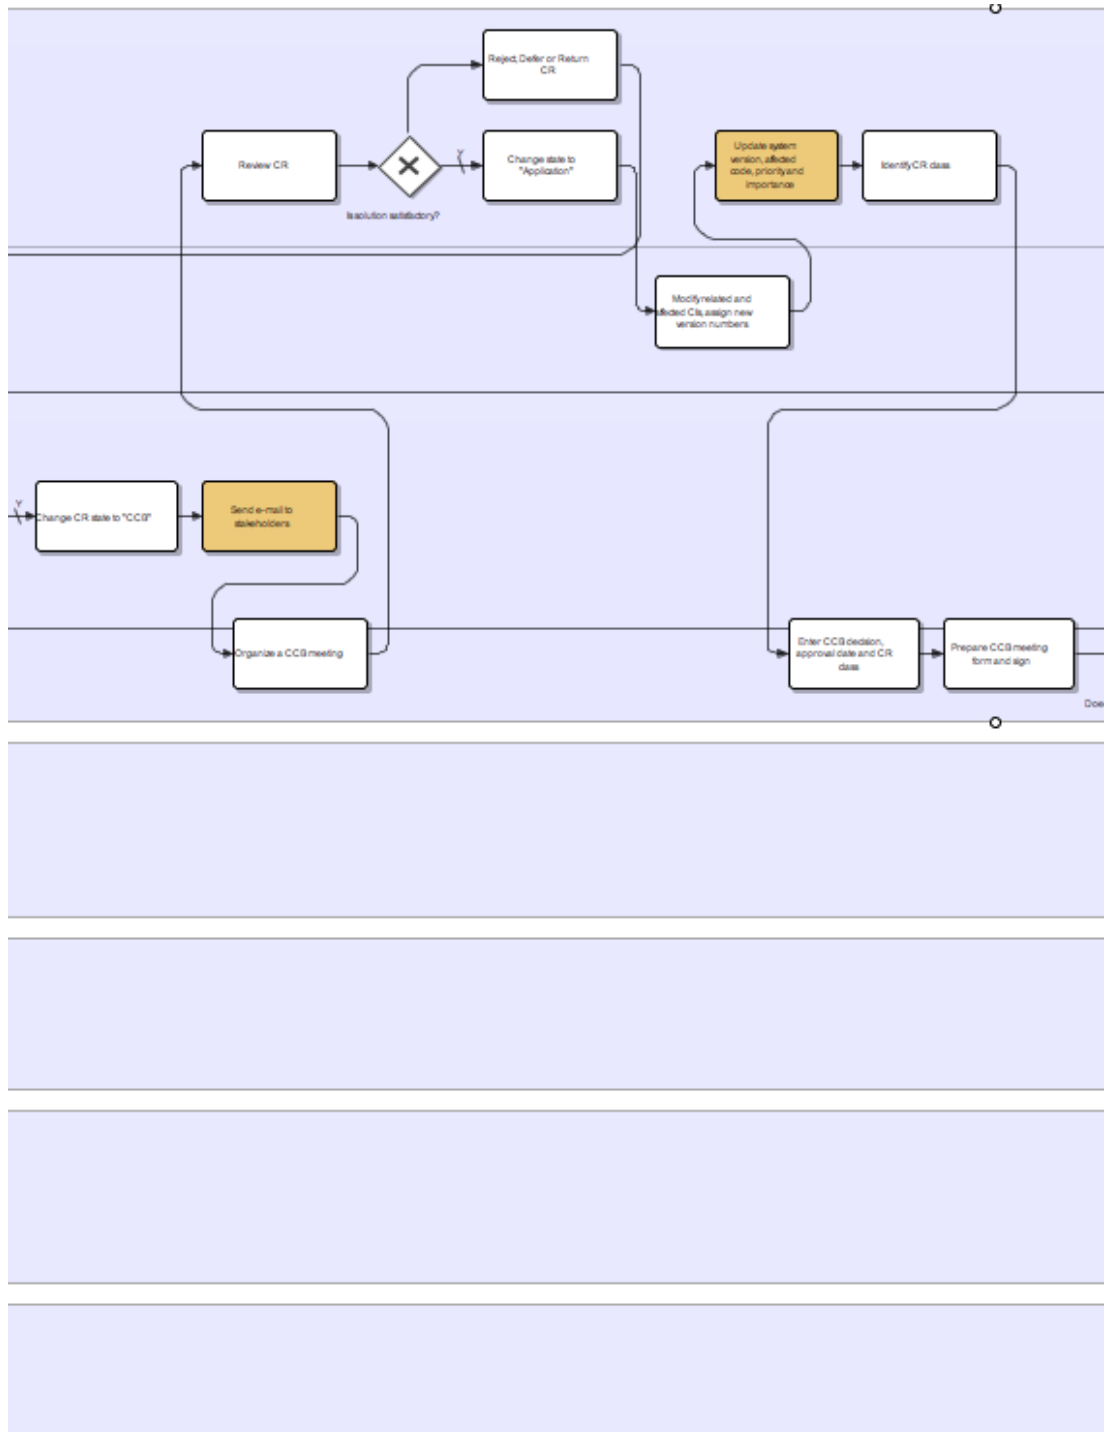 Reject, Defer or Return
CR
Review CR
Y
Change state to
"Application"
Update system
version, affected
code, priority and
importance
Identify CR class
Is solution satisfactory?
Modify related and
affected CIs, assign new
version numbers
Y
Change CR state to "CCB"
Send e-mail to
stakeholders
Organize a CCB meeting
Enter CCB decision,
approval date and CR
class
Prepare CCB meeting
form and sign
Doe